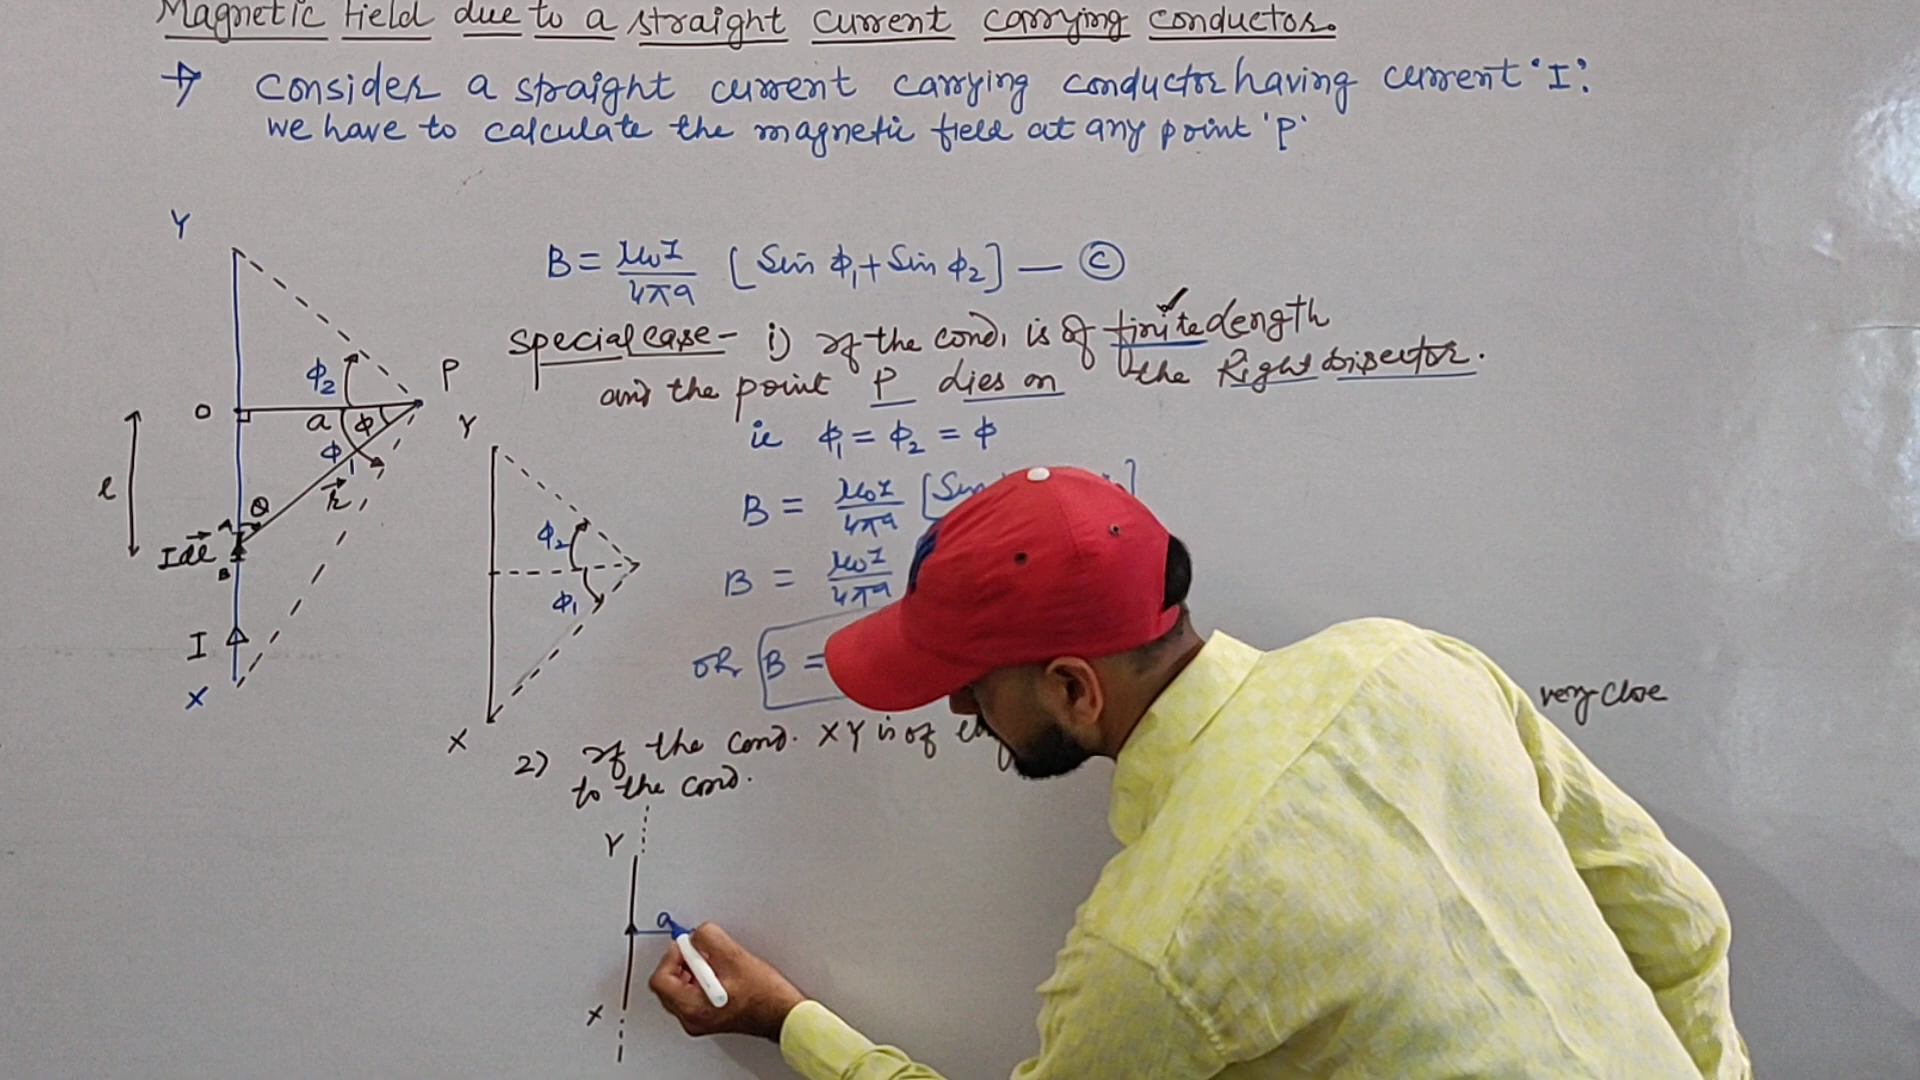 Magnetic field due to a straight current carrying conductor.
→ Consider a straight current carrying conductor having current 'I'.
we have to calculate the magnetic field at any point 'P'
Y
B = μ₀I / 4πa [Sin φ₁ + Sin φ₂] — (C)
Special case - i) If the cond. is of finite length
and the point P lies on the Right bisector.
φ₂
P
O
a
φ
φ₁
l
r
θ
A
Idl
B
I
X
Y
φ₂
φ₁
X
ie φ₁ = φ₂ = φ
B = μ₀I / 4πa [Sin
B = μ₀I / 4πa
OR B =
2) If the cond. XY is of
very close
to the cond.
Y
a
X